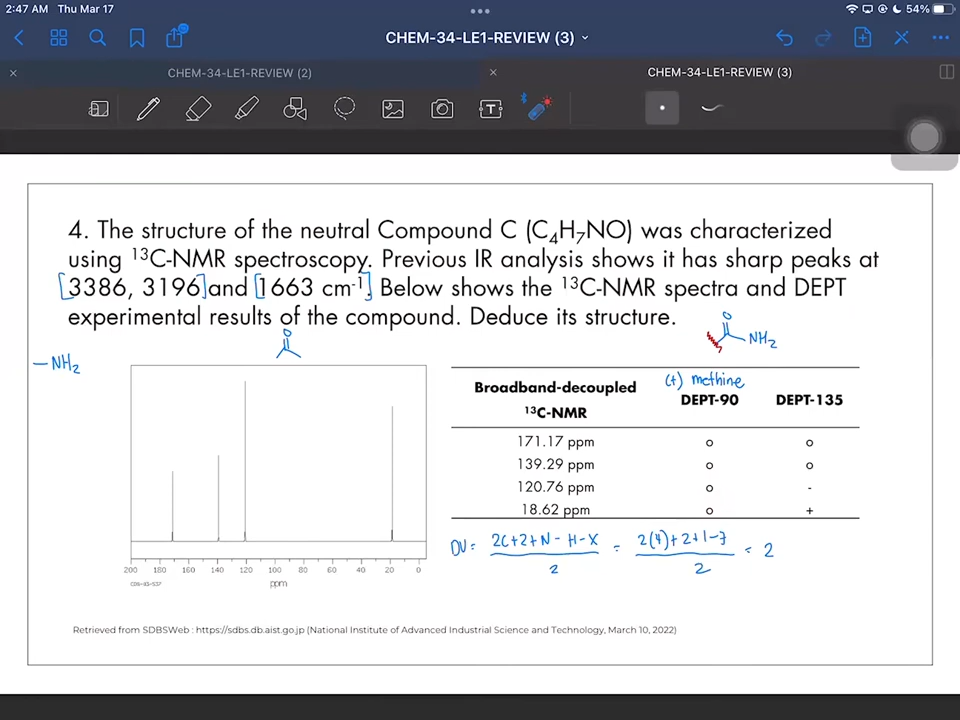 2:47 AM Thu Mar 17
54%
CHEM-34-LE1-REVIEW (3)
CHEM-34-LE1-REVIEW (2)
CHEM-34-LE1-REVIEW (3)
4. The structure of the neutral Compound C (C₄H₇NO) was characterized
using ¹³C-NMR spectroscopy. Previous IR analysis shows it has sharp peaks at
[3386, 3196] and [1663 cm⁻¹]. Below shows the ¹³C-NMR spectra and DEPT
experimental results of the compound. Deduce its structure.
O
NH₂
—NH₂
O
Broadband-decoupled
¹³C-NMR
(+) methine
DEPT-90
DEPT-135
171.17 ppm o o
139.29 ppm o o
120.76 ppm o -
18.62 ppm o +
DU = 2C+2+N-H-X / 2 = 2(4)+2+1-7 / 2 = 2
200 180 160 140 120 100 80 60 40 20 0
ppm
Retrieved from SDBSWeb : https://sdbs.db.aist.go.jp (National Institute of Advanced Industrial Science and Technology, March 10, 2022)